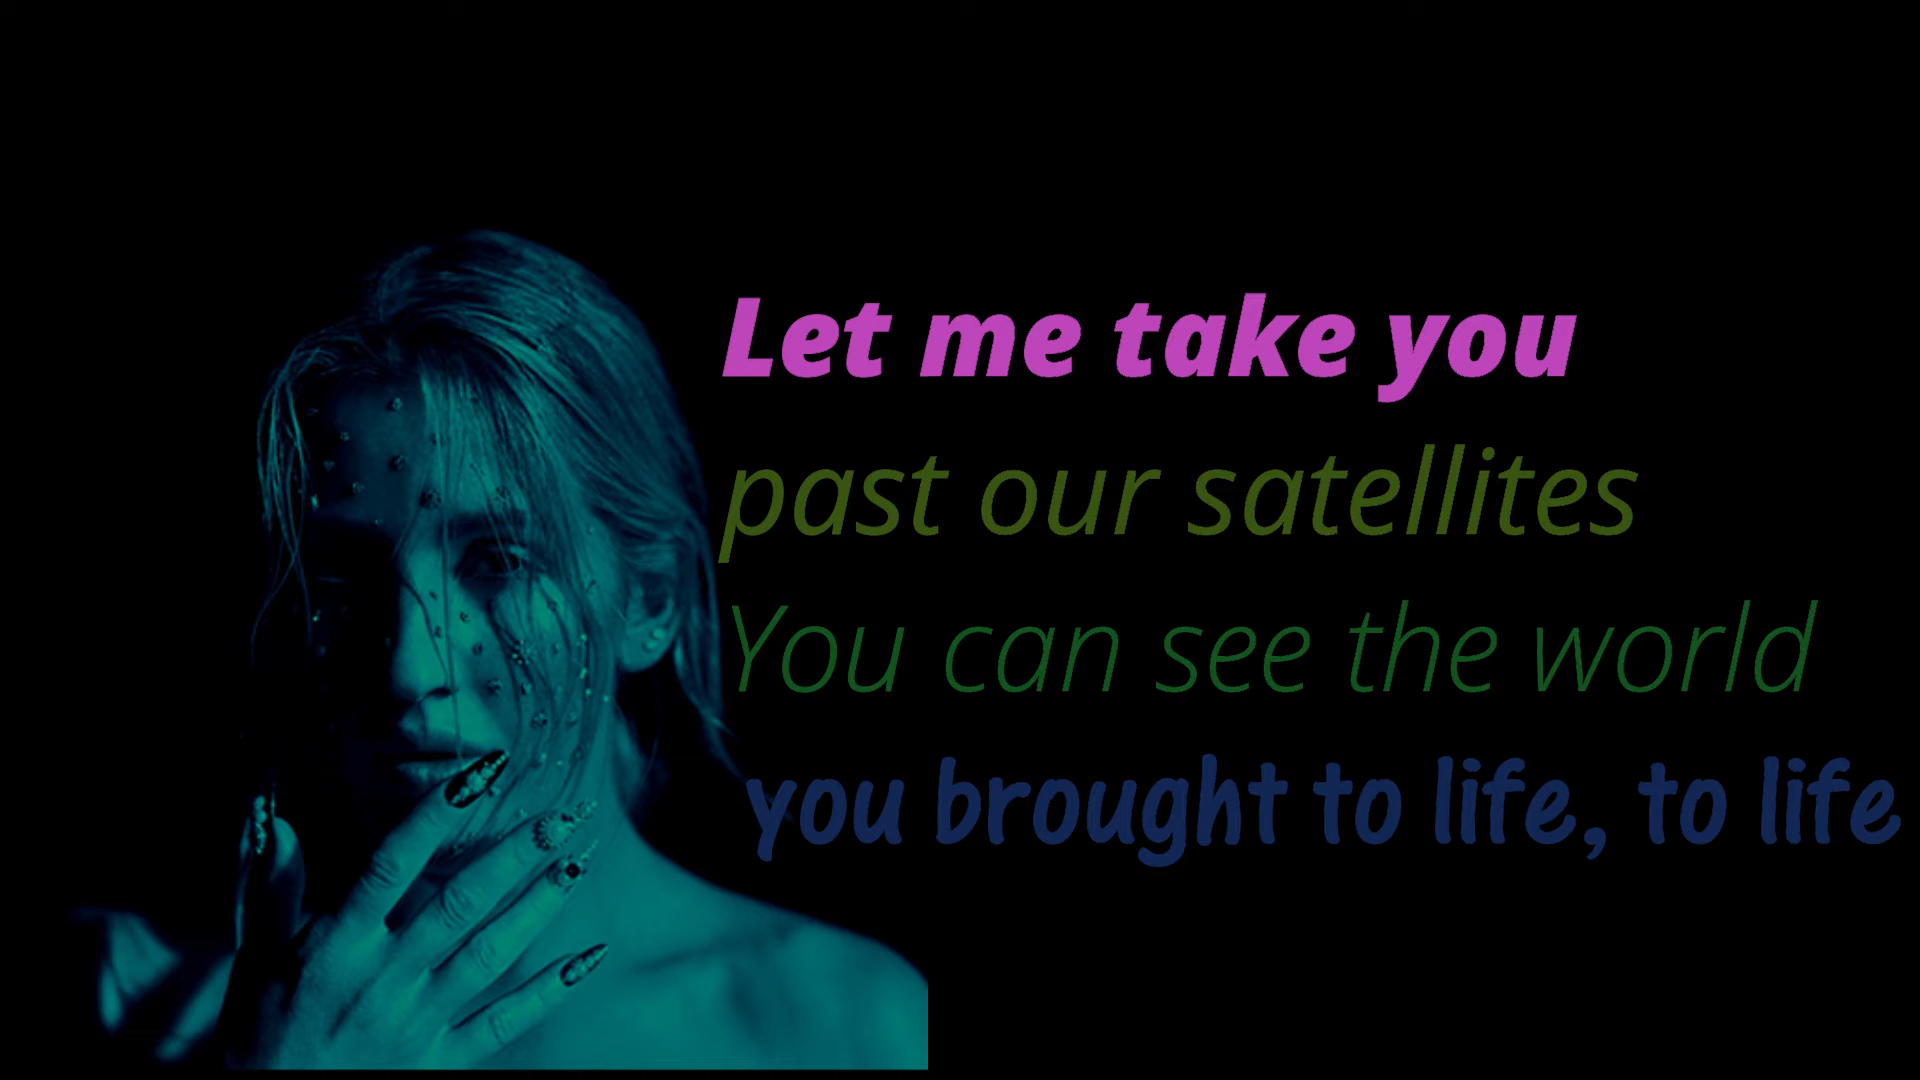 Let me take you
past our satellites
You can see the world
you brought to life, to life